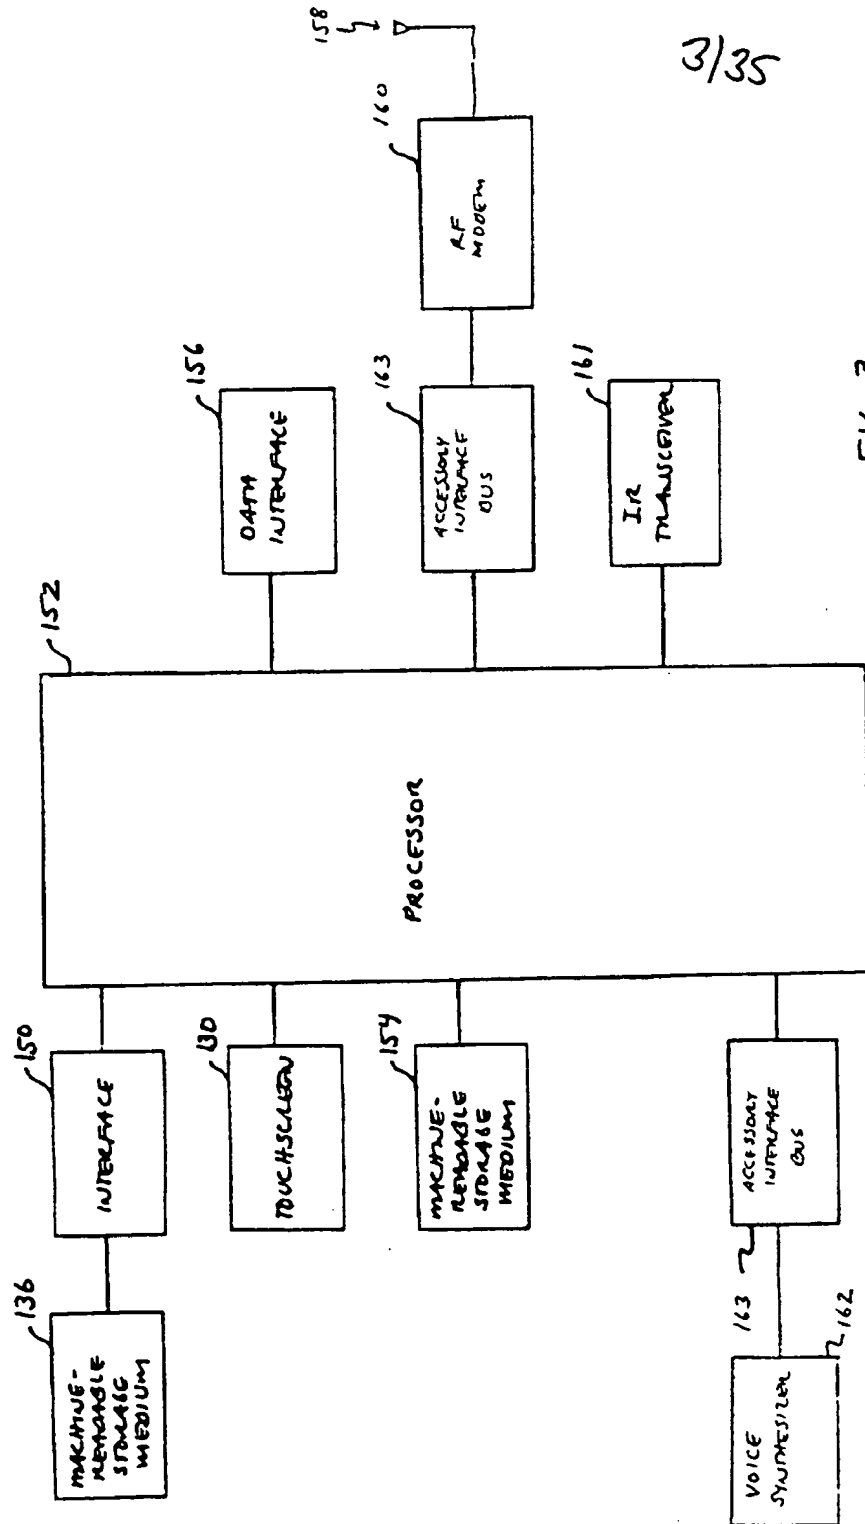 3/35
158
160
RF
MODEM
156
DATA
INTERFACE
163
ACCESSORY
INTERFACE
BUS
161
IR
TRANSCEIVER
152
PROCESSOR
150
INTERFACE
130
TOUCHSCREEN
154
MACHINE-
READABLE
STORAGE
MEDIUM
136
MACHINE-
READABLE
STORAGE
MEDIUM
ACCESSORY
INTERFACE
BUS
163
162
VOICE
SYNTHESIZER